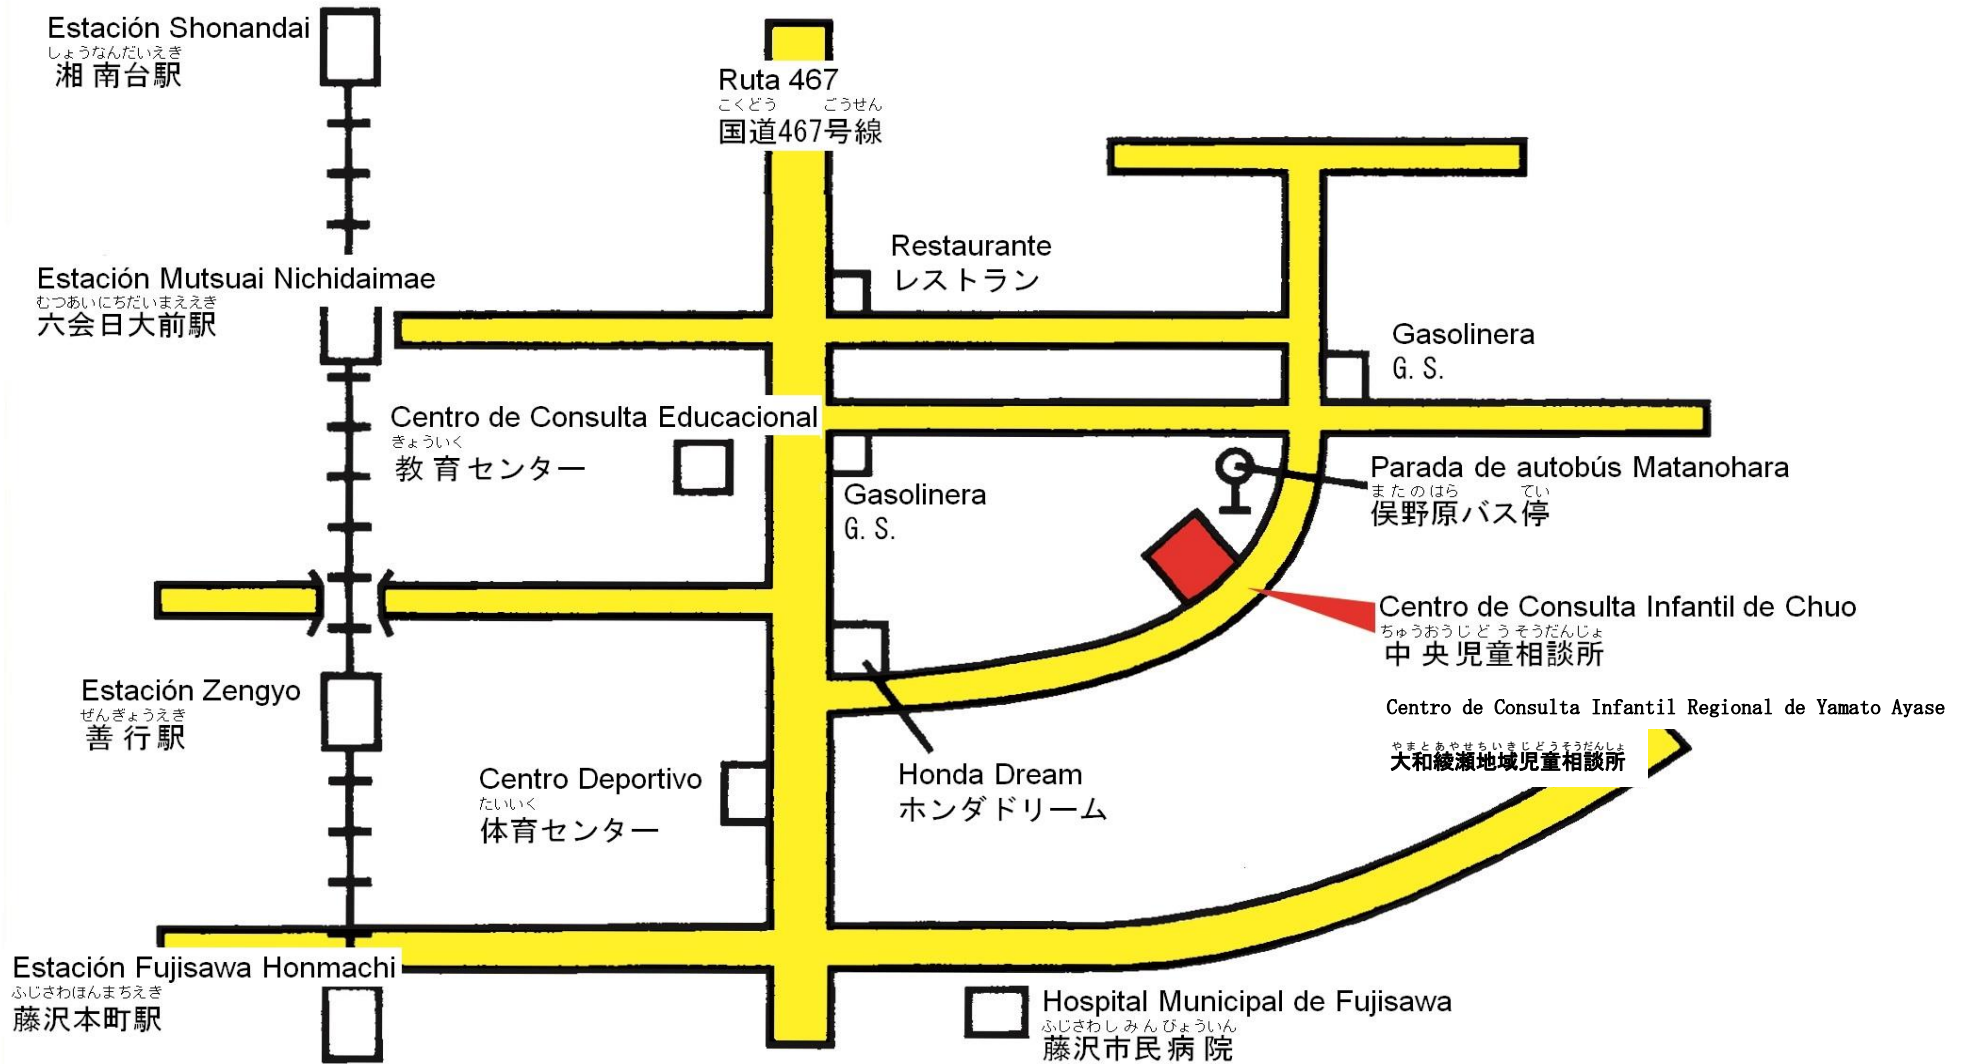 Estación Shonandai
しょうなんだいえき
湘南台駅
Ruta 467
こくどう ごうせん
国道467号線
Restaurante
レストラン
Estación Mutsuai Nichidaimae
むつあいにちだいまええき
六会日大前駅
Gasolinera
G.S.
Centro de Consulta Educacional
きょういく
教育センター
Gasolinera
G.S.
Parada de autobús Matanohara
またのはら てい
俣野原バス停
Centro de Consulta Infantil de Chuo
ちゅうおうじどうそうだんじょ
中央児童相談所
Estación Zengyo
ぜんぎょうえき
善行駅
Centro de Consulta Infantil Regional de Yamato Ayase
やまとあやせちいきじどうそうだんしょ
大和綾瀬地域児童相談所
Centro Deportivo
たいいく
体育センター
Honda Dream
ホンダドリーム
Estación Fujisawa Honmachi
ふじさわほんまちえき
藤沢本町駅
Hospital Municipal de Fujisawa
ふじさわしみんびょういん
藤沢市民病院